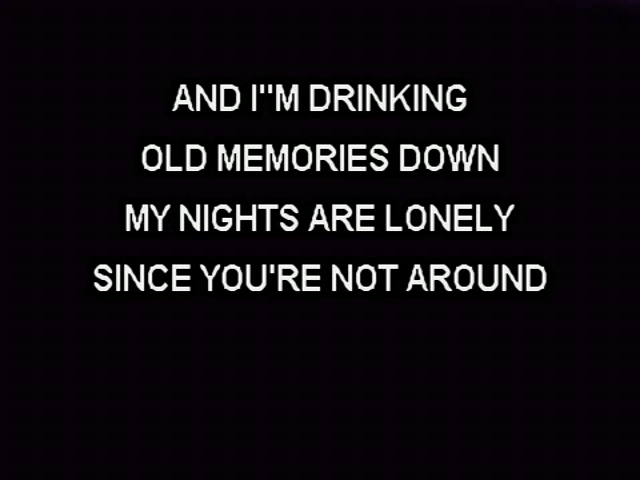 AND I"M DRINKING
OLD MEMORIES DOWN
MY NIGHTS ARE LONELY
SINCE YOU'RE NOT AROUND